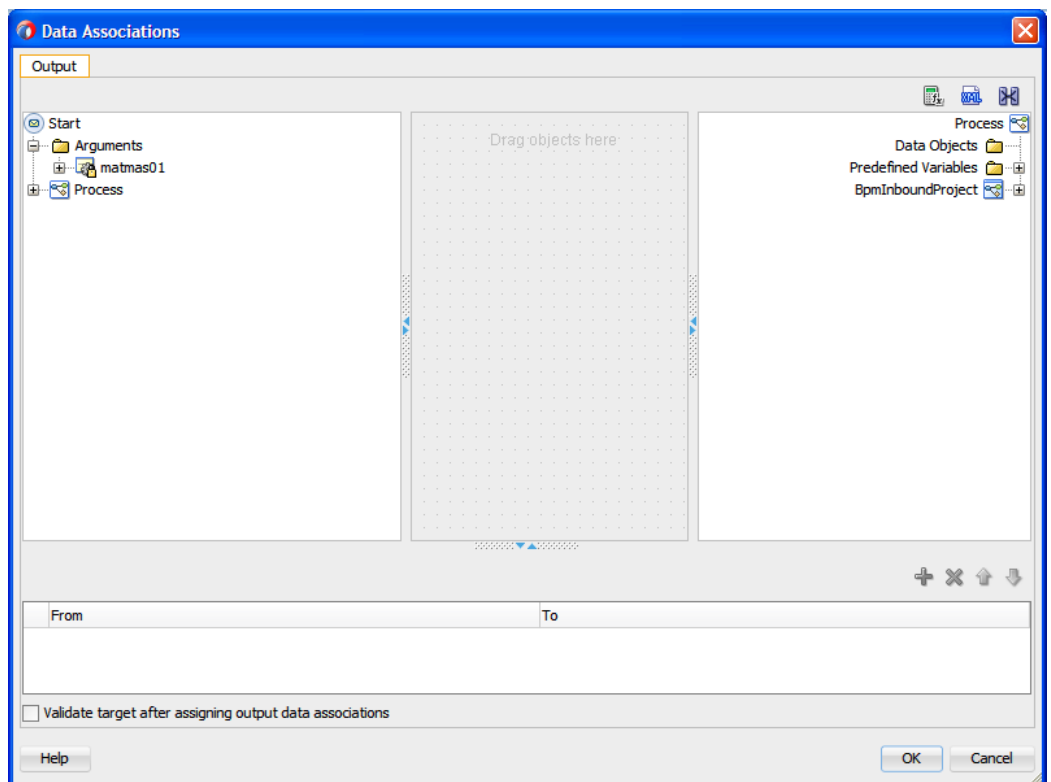 Data Associations
Output
Start
Arguments
matmas01
Process
Drag objects here
Process
Data Objects
Predefined Variables
BpmInboundProject
From To
Validate target after assigning output data associations
Help OK Cancel